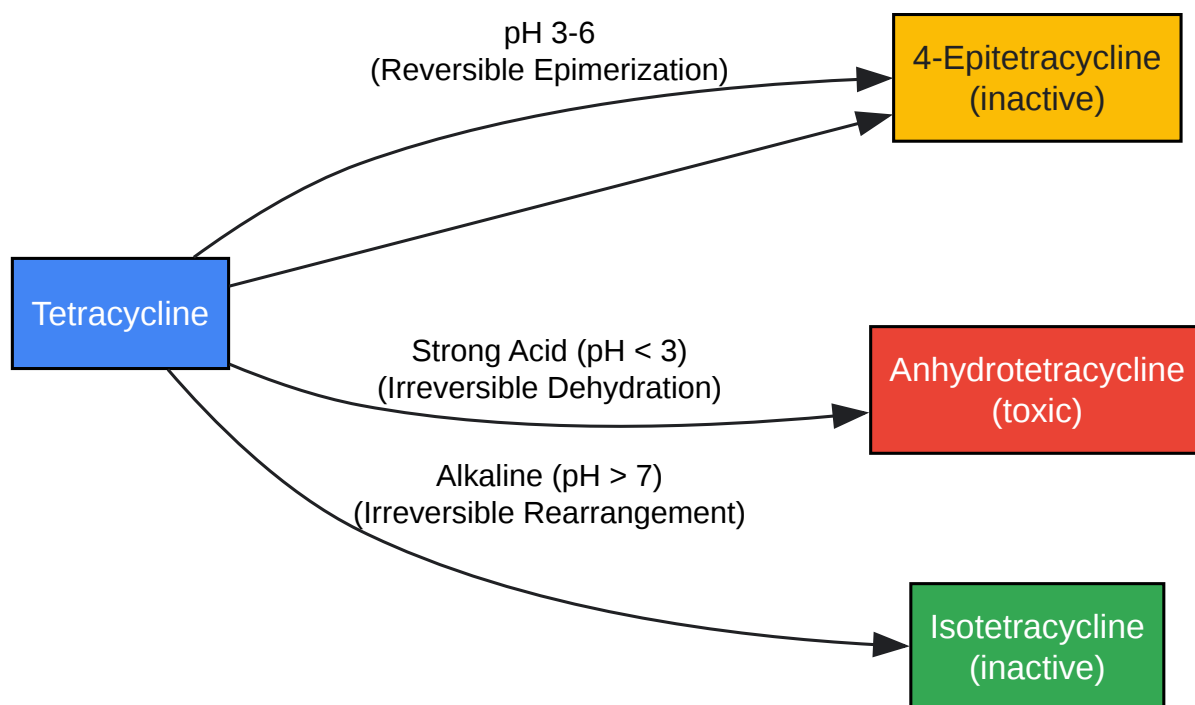 pH 3-6
(Reversible Epimerization)
4-Epitetracycline
(inactive)
Tetracycline
Strong Acid (pH < 3)
(Irreversible Dehydration)
Anhydrotetracycline
(toxic)
Alkaline (pH > 7)
(Irreversible Rearrangement)
Isotetracycline
(inactive)